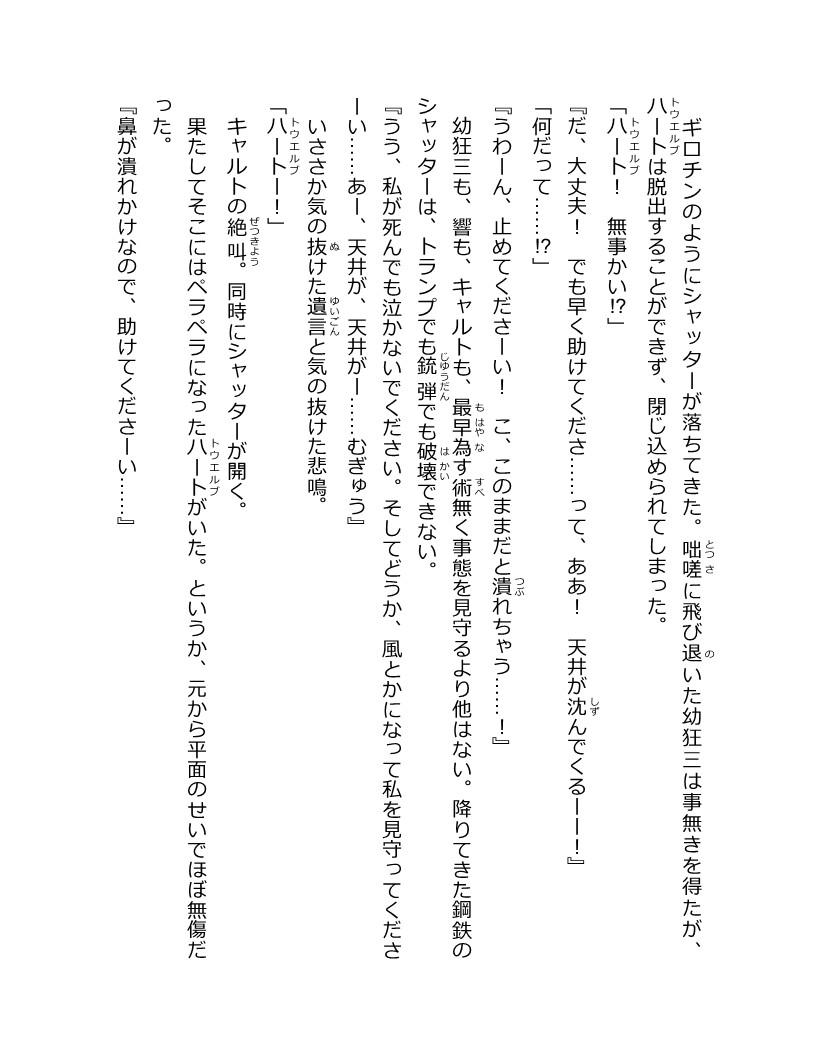 ギロチンのようにシャッターが落ちてきた。咄嗟に飛び退いた幼狂三は事無きを得たが、
ハートは脱出することができず、閉じ込められてしまった。
「ハート！　無事かい!?」
『だ、大丈夫！　でも早く助けてくださ……って、ああ！　天井が沈んでくるーー！』
「何だって……!?」
『うわーん、止めてくださーい！　こ、このままだと潰れちゃう……！』
幼狂三も、響も、キャルトも、最早為す術無く事態を見守るより他はない。降りてきた鋼鉄の
シャッターは、トランプでも銃弾でも破壊できない。
『うう、私が死んでも泣かないでください。そしてどうか、風とかになって私を見守ってくださ
ーい……あー、天井が、天井がー……むぎゅう』
いささか気の抜けた遺言と気の抜けた悲鳴。
「ハートー！」
キャルトの絶叫。同時にシャッターが開く。
果たしてそこにはペラペラになったハートがいた。というか、元から平面のせいでほぼ無傷だ
った。
『鼻が潰れかけなので、助けてくださーい……』